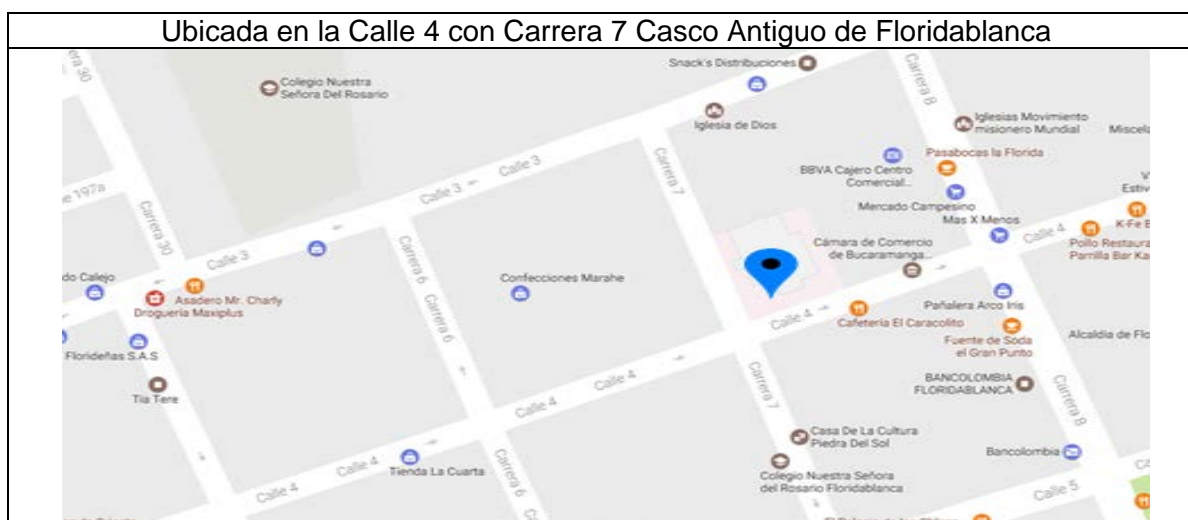 Ubicada en la Calle 4 con Carrera 7 Casco Antiguo de Floridablanca
Snack's Distribuciones
Carrera 8
Colegio Nuestra
Señora Del Rosario
Iglesia de Dios
Iglesias Movimiento
misionero Mundial
Pasabocas la Florida
BBVA Cajero Centro
Comercial...
Carrera 7
Calle 3
Calle 3
Mercado Campesino
Mas X Menos
Calle 4
K-Fe
Pollo
Parrilla Bar
197a
Carrera 30
Calle 3
Carrera 6
Carrera 6
Confecciones Marahe
Cámara de Comercio
de Bucaramanga...
Calejo
Asadero Mr. Charly
Droguería Maxiplus
Calle 4
Cafetería El Caracolito
Pañalera Arco Iris
Fuente de Soda
el Gran Punto
Alcaldía de
Florideñas S.A.S
Tia Tere
Calle 4
Calle 4
Carrera 7
BANCOLOMBIA
FLORIDABLANCA
Carrera 8
Casa De La Cultura
Piedra Del Sol
Bancolombia
Calle 4
Tienda La Cuarta
Carrera 6
Colegio Nuestra Señora
del Rosario Floridablanca
Calle 4
Calle 5